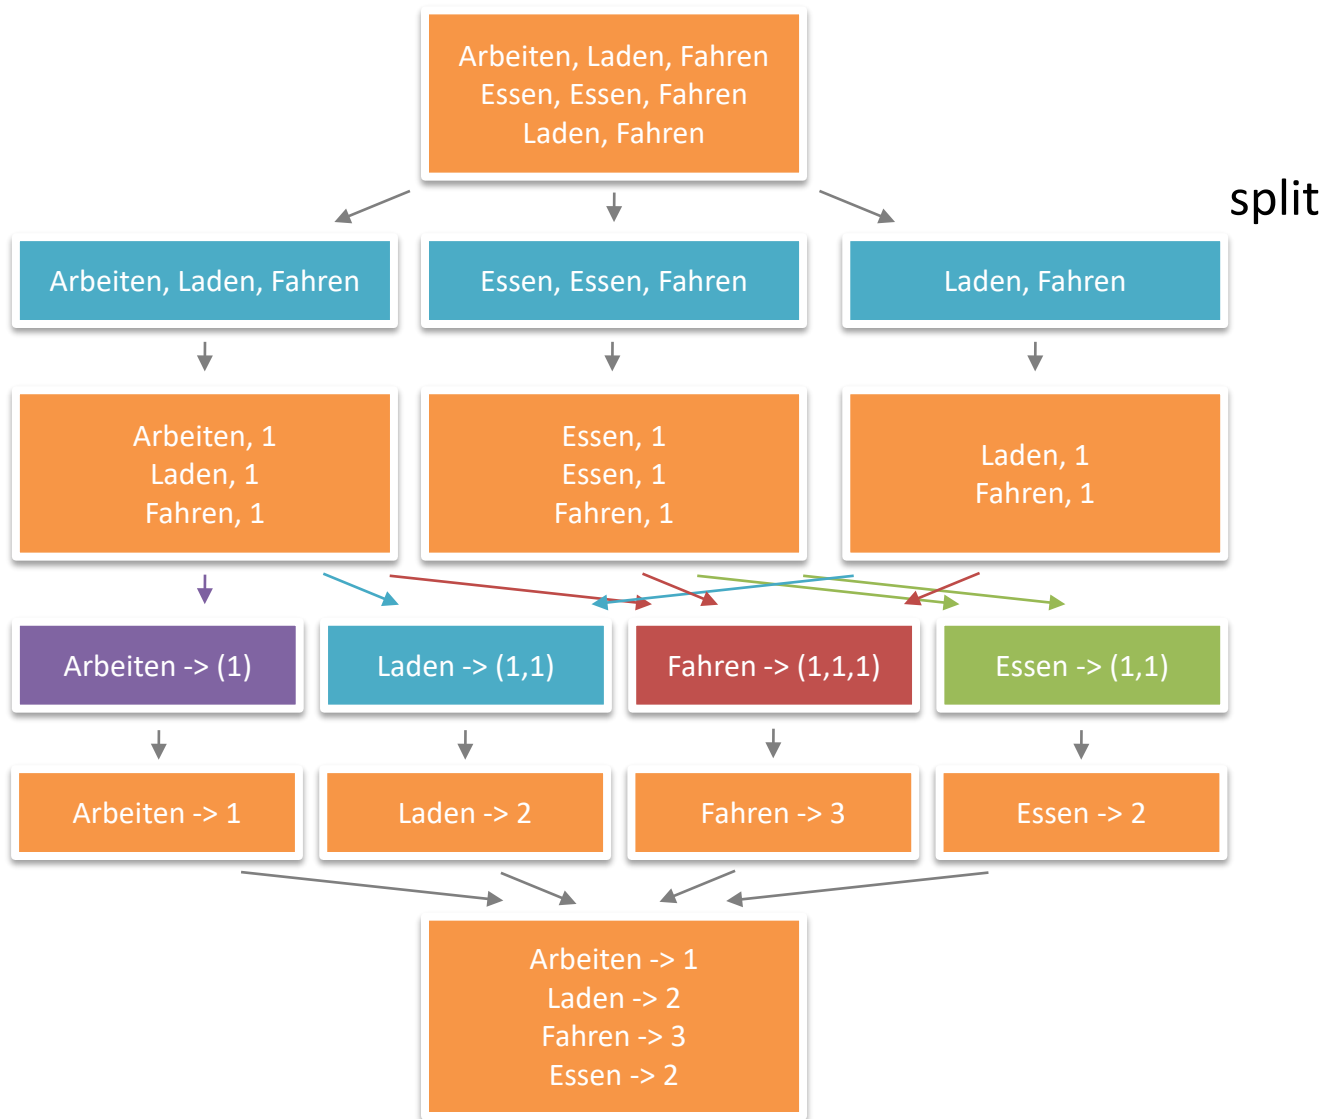 Arbeiten, Laden, Fahren
Essen, Essen, Fahren
Laden, Fahren
split
Arbeiten, Laden, Fahren
Essen, Essen, Fahren
Laden, Fahren
Arbeiten, 1
Laden, 1
Fahren, 1
Essen, 1
Essen, 1
Fahren, 1
Laden, 1
Fahren, 1
Arbeiten -> (1)
Laden -> (1,1)
Fahren -> (1,1,1)
Essen -> (1,1)
Arbeiten -> 1
Laden -> 2
Fahren -> 3
Essen -> 2
Arbeiten -> 1
Laden -> 2
Fahren -> 3
Essen -> 2